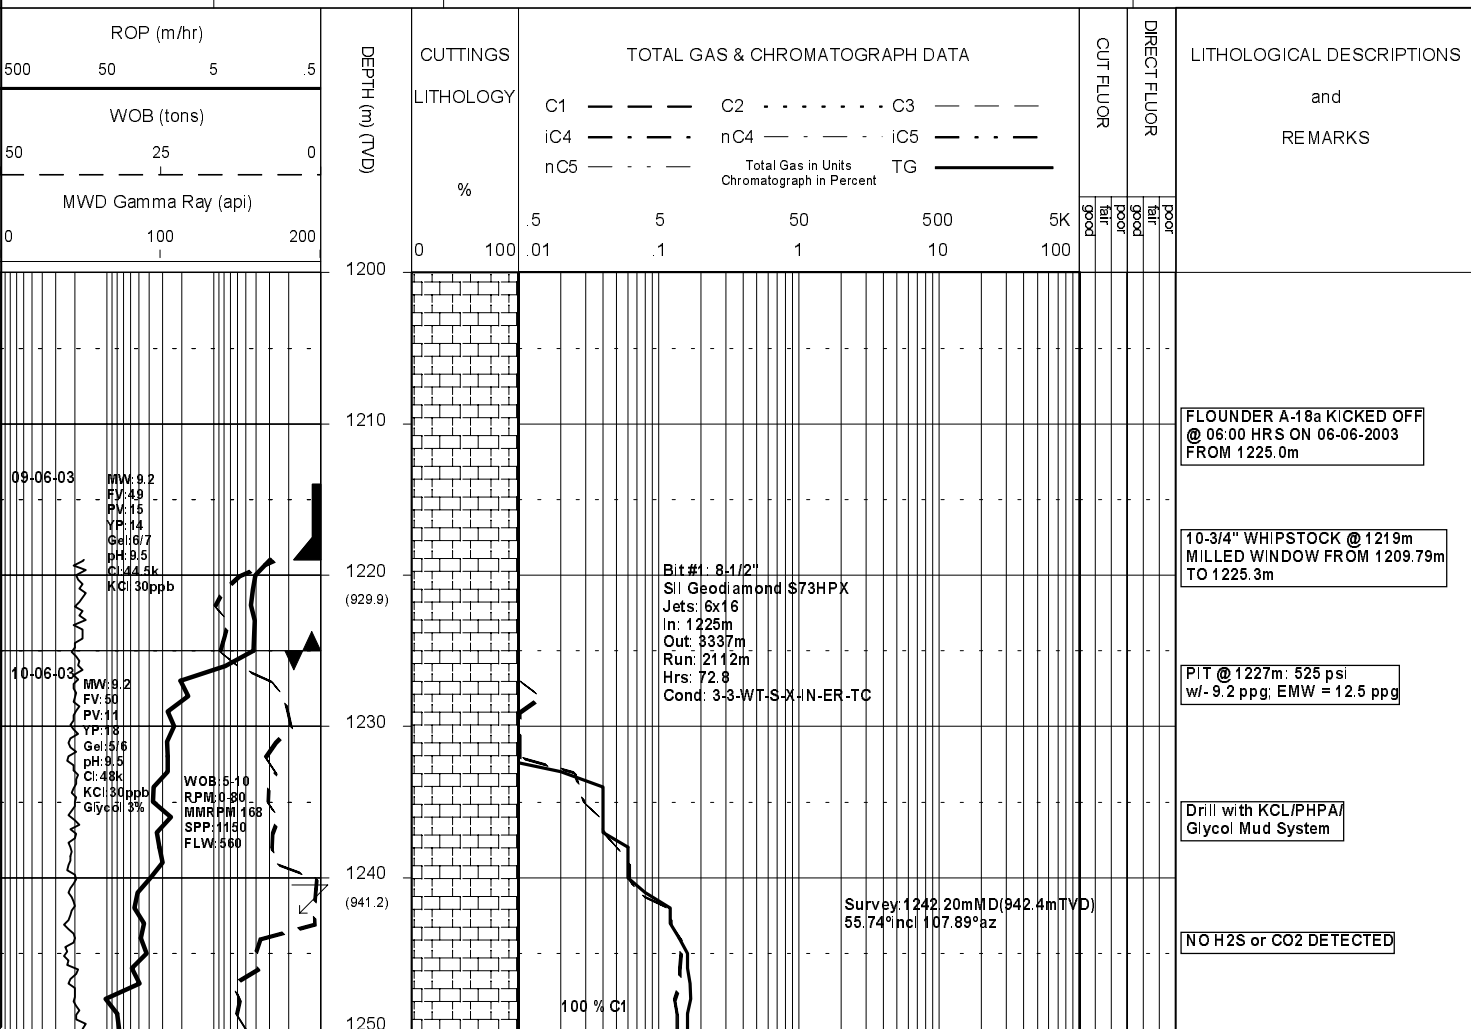 ROP (m/hr)
500 50 5 .5
WOB (tons)
50 25 0
MWD Gamma Ray (api)
0 100 200
DEPTH (m) (TVD)
CUTTINGS
LITHOLOGY
%
0 100
TOTAL GAS & CHROMATOGRAPH DATA
C1 C2 C3
iC4 nC4 iC5
nC5 Total Gas in Units TG
Chromatograph in Percent
.5 5 50 500 5K
.01 .1 1 10 100
CUT FLUOR
DIRECT FLUOR
good fair poor good fair poor
LITHOLOGICAL DESCRIPTIONS
and
REMARKS
1200
1210
FLOUNDER A-18a KICKED OFF
@ 06:00 HRS ON 06-06-2003
FROM 1225.0m
09-06-03
MW: 9.2
FV: 49
PV: 15
YP: 14
Gel: 6/7
pH: 9.5
Cl: 44.5k
KCl 30ppb
10-3/4" WHIPSTOCK @ 1219m
MILLED WINDOW FROM 1209.79m
TO 1225.3m
1220
(929.9)
Bit #1: 8-1/2"
SII Geodiamond S73HPX
Jets: 6x16
In: 1225m
Out: 3337m
Run: 2112m
Hrs: 72.8
Cond: 3-3-WT-S-X-IN-ER-TC
10-06-03
MW: 9.2
FV: 50
PV: 11
YP: 18
Gel: 5/6
pH: 9.5
Cl: 48k
KCl: 30ppb
Glycol 3%
PIT @ 1227m: 525 psi
w/- 9.2 ppg; EMW = 12.5 ppg
1230
WOB: 5-10
RPM: 0-80
MMRPM 168
SPP: 1150
FLW: 560
Drill with KCL/PHPA/
Glycol Mud System
1240
(941.2)
Survey: 1242.20mMD(942.4mTVD)
55.74°incl 107.89°az
NO H2S or CO2 DETECTED
100 % C1
1250